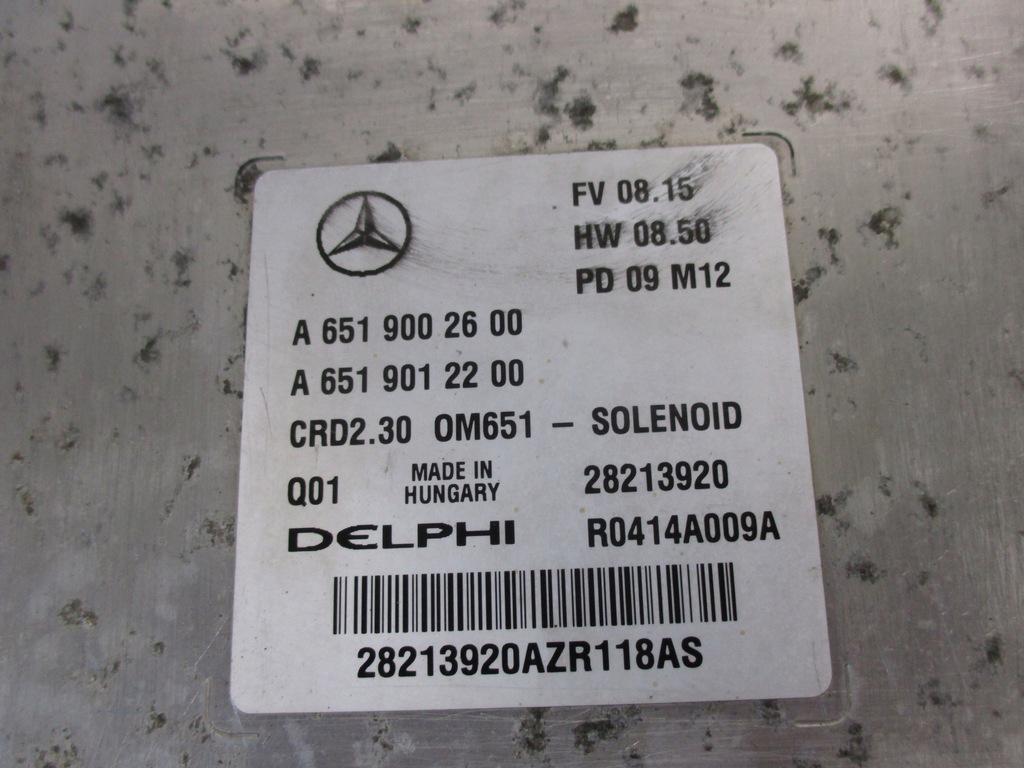 FV 08.15
HW 08.50
PD 09 M12
A 651 900 26 00
A 651 901 22 00
CRD2.30 OM651 – SOLENOID
Q01 MADE IN HUNGARY 28213920
DELPHI R0414A009A
28213920AZR118AS